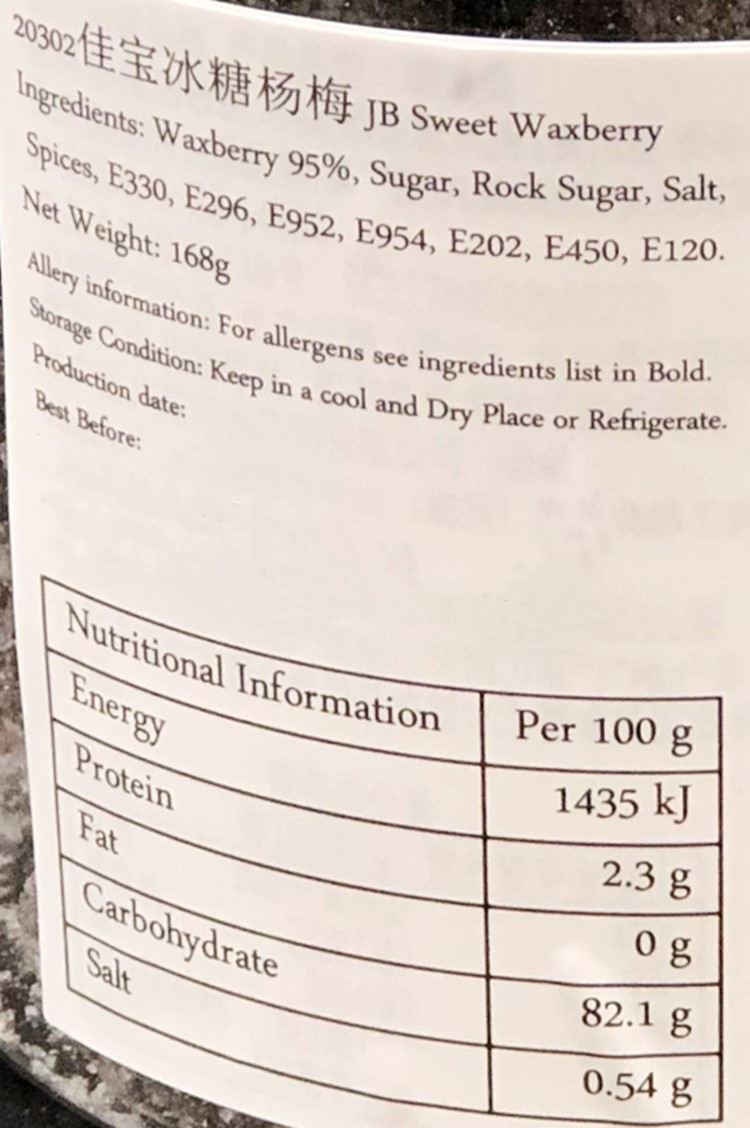 20302佳宝冰糖杨梅 JB Sweet Waxberry
Ingredients: Waxberry 95%, Sugar, Rock Sugar, Salt,
Spices, E330, E296, E952, E954, E202, E450, E120.
Net Weight: 168g
Allery information: For allergens see ingredients list in Bold.
Storage Condition: Keep in a cool and Dry Place or Refrigerate.
Production date:
Best Before:
Nutritional Information Per 100 g
Energy 1435 kJ
Protein 2.3 g
Fat 0 g
Carbohydrate 82.1 g
Salt 0.54 g